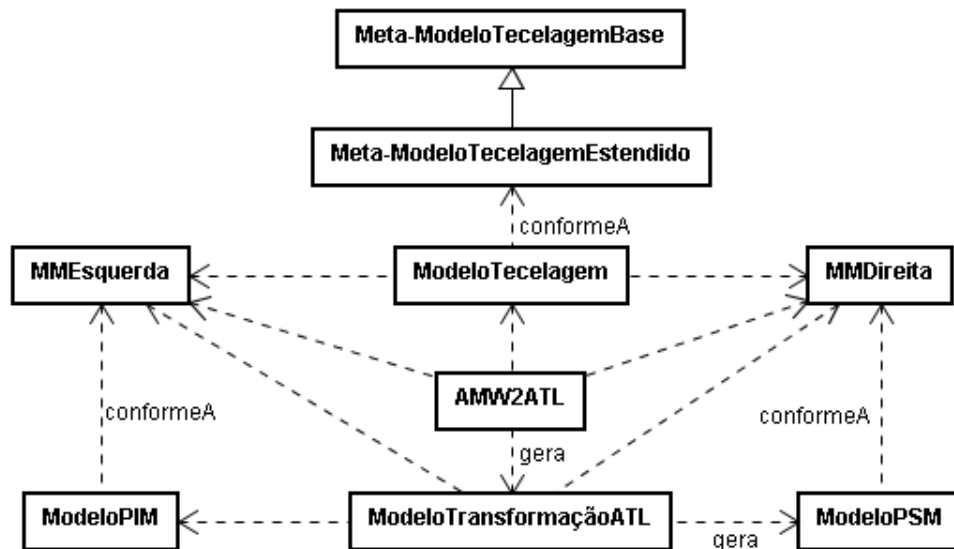 Meta-ModeloTecelagemBase
Meta-ModeloTecelagemEstendido
conformeA
MMEsquerda
ModeloTecelagem
MMDireita
AMW2ATL
conformeA
conformeA
gera
ModeloPIM
ModeloTransformaçãoATL
ModeloPSM
gera